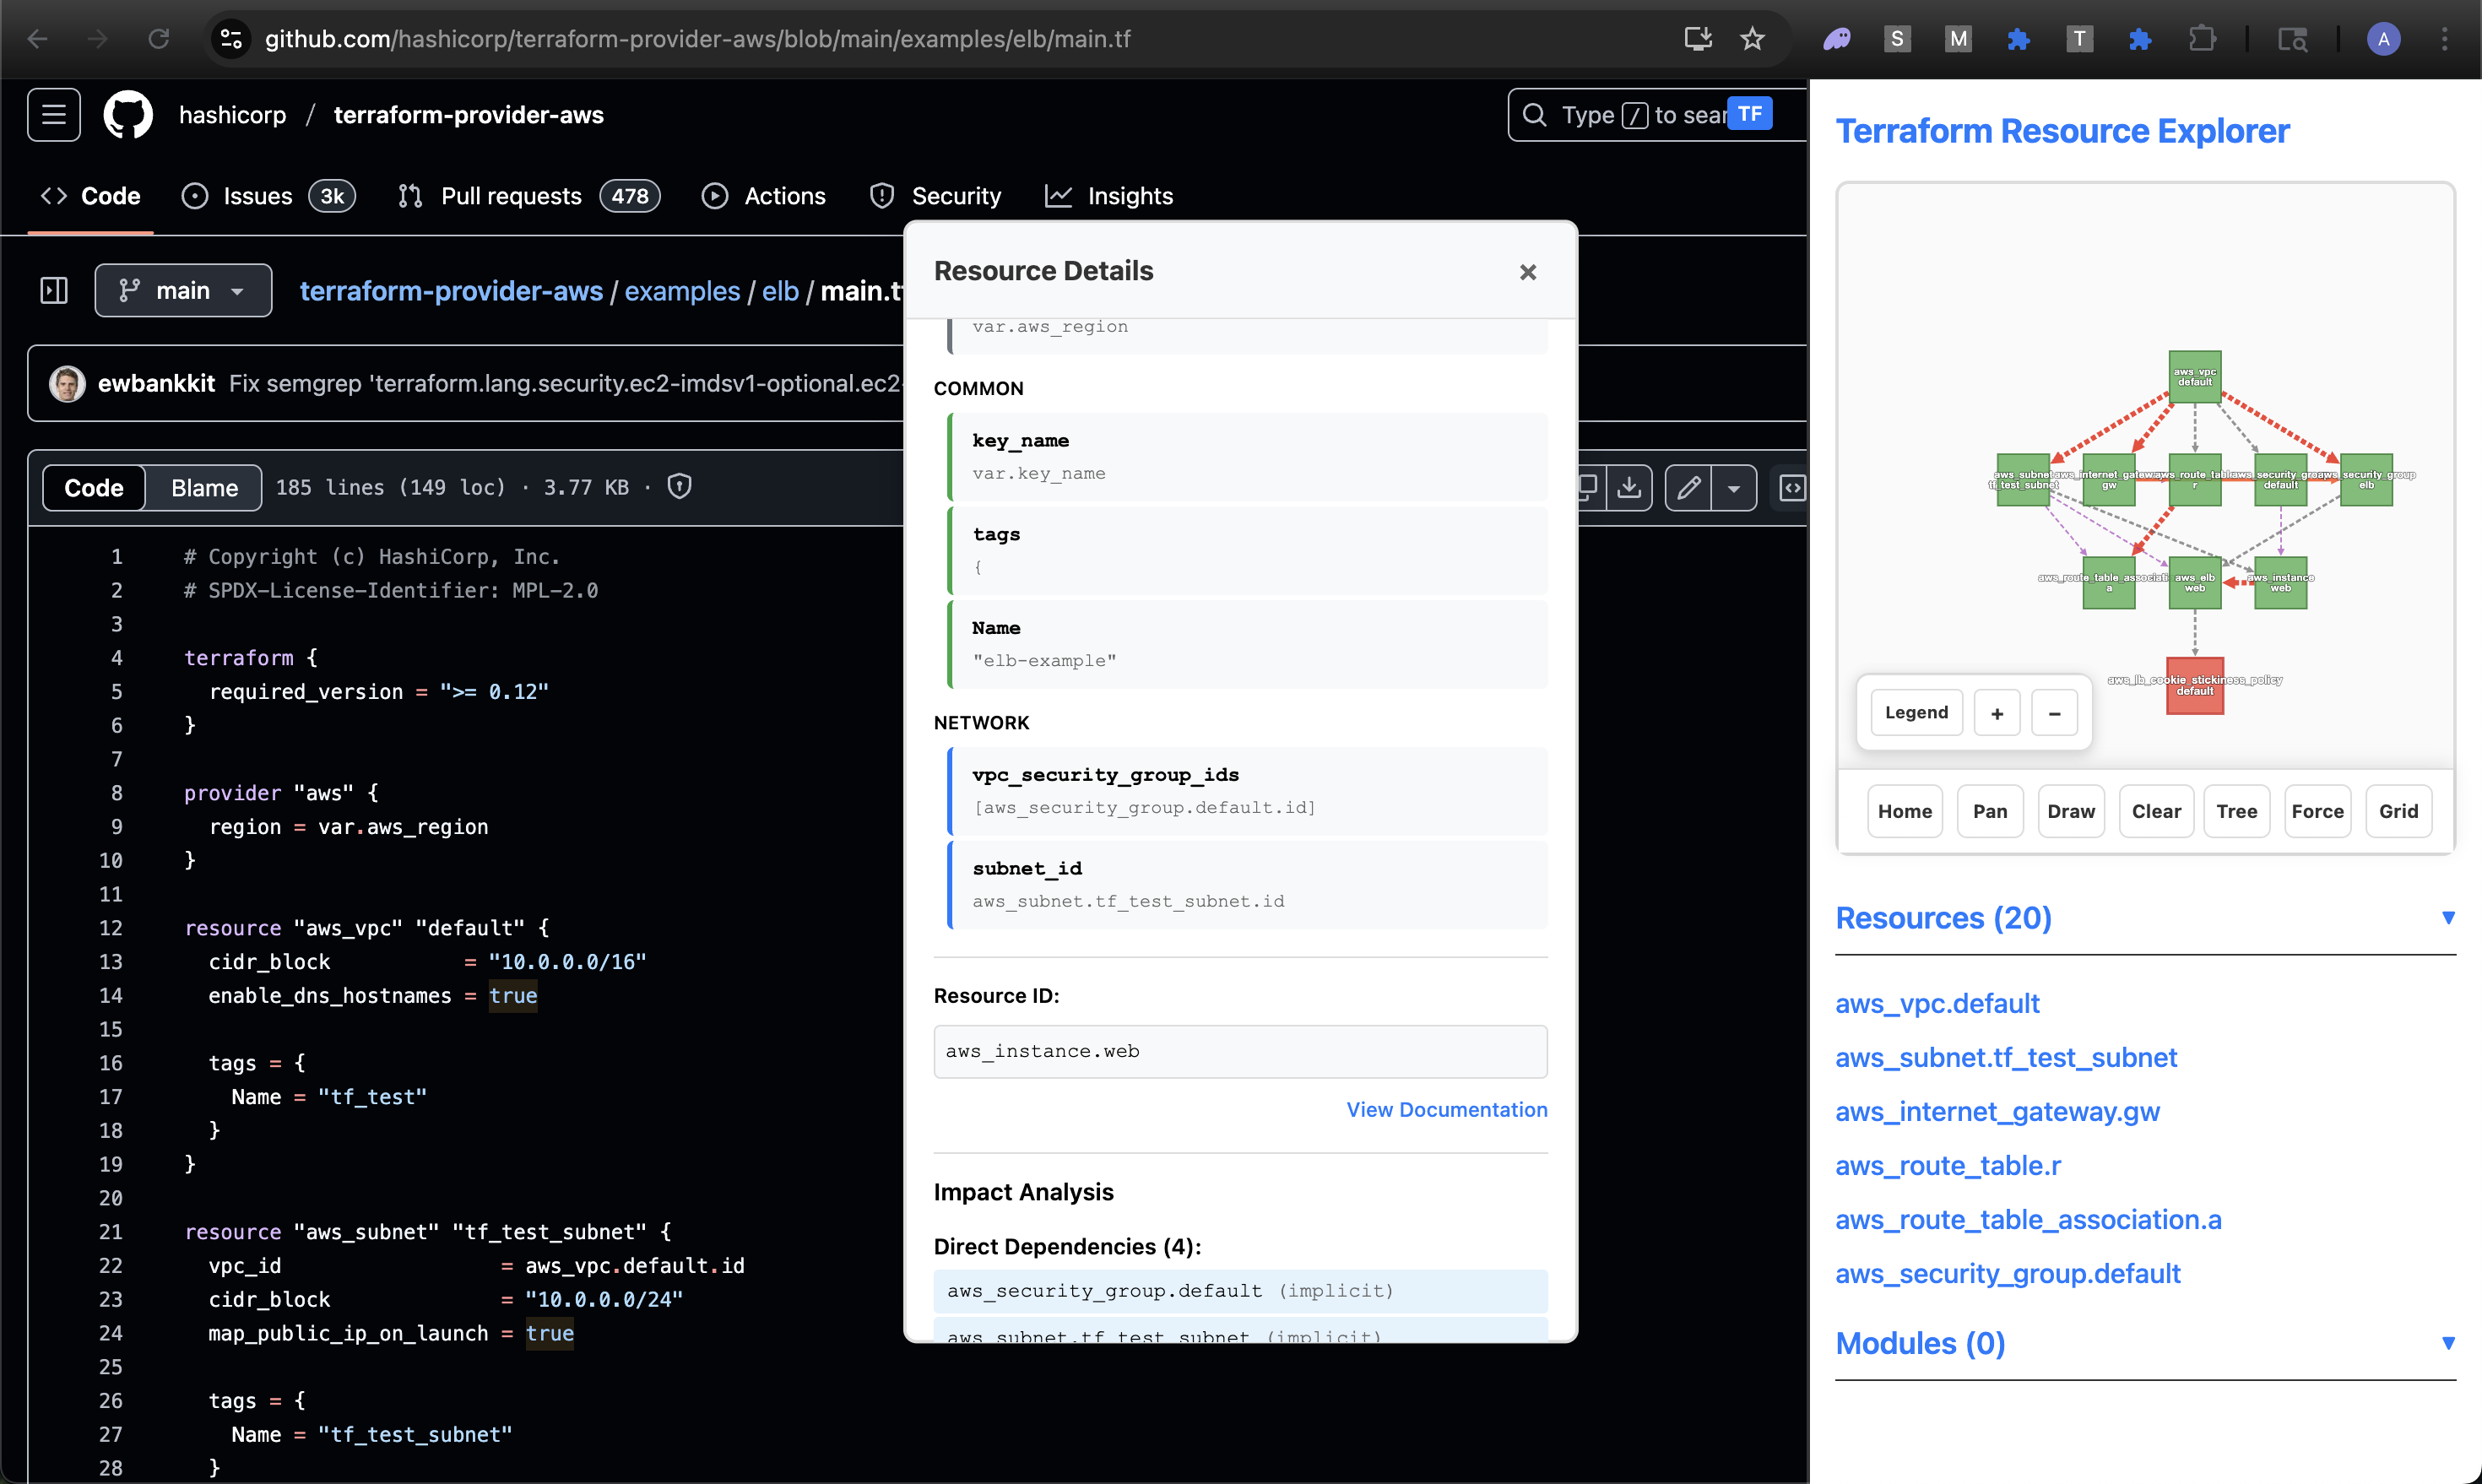 github.com/hashicorp/terraform-provider-aws/blob/main/examples/elb/main.tf
S
M
T
A
hashicorp / terraform-provider-aws
Type / to sear
TF
Code
Issues 3k
Pull requests 478
Actions
Security
Insights
main
terraform-provider-aws / examples / elb /
ewbankkit Fix semgrep 'terraform.lang.security.ec2-imdsv1-optional.ec2-
Code Blame 185 lines (149 loc) · 3.77 KB ·
1 # Copyright (c) HashiCorp, Inc.
2 # SPDX-License-Identifier: MPL-2.0
3
4 terraform {
5 required_version = ">= 0.12"
6 }
7
8 provider "aws" {
9 region = var.aws_region
10 }
11
12 resource "aws_vpc" "default" {
13 cidr_block = "10.0.0.0/16"
14 enable_dns_hostnames = true
15
16 tags = {
17 Name = "tf_test"
18 }
19 }
20
21 resource "aws_subnet" "tf_test_subnet" {
22 vpc_id = aws_vpc.default.id
23 cidr_block = "10.0.0.0/24"
24 map_public_ip_on_launch = true
25
26 tags = {
27 Name = "tf_test_subnet"
28 }
Resource Details
×
var.aws_region
COMMON
key_name
var.key_name
tags
{
Name
"elb-example"
NETWORK
vpc_security_group_ids
[aws_security_group.default.id]
subnet_id
aws_subnet.tf_test_subnet.id
Resource ID:
aws_instance.web
View Documentation
Impact Analysis
Direct Dependencies (4):
aws_security_group.default (implicit)
aws_subnet.tf_test_subnet (implicit)
Terraform Resource Explorer
aws_vpc
default
aws_subnet
tf_test_subnet
gw
r
default
aws_security_group
elb
a
aws_elb
web
aws_instance
web
aws_lb_cookie_stickiness_policy
default
Legend
+
−
Home
Pan
Draw
Clear
Tree
Force
Grid
Resources (20)
aws_vpc.default
aws_subnet.tf_test_subnet
aws_internet_gateway.gw
aws_route_table.r
aws_route_table_association.a
aws_security_group.default
Modules (0)